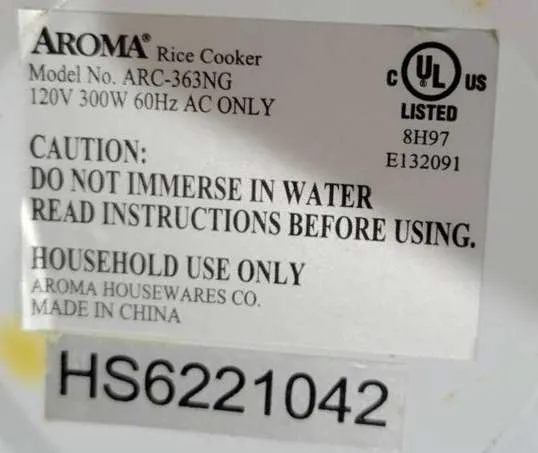 AROMA® Rice Cooker
Model No. ARC-363NG
120V 300W 60Hz AC ONLY
C UL® US
LISTED
8H97
E132091
CAUTION:
DO NOT IMMERSE IN WATER
READ INSTRUCTIONS BEFORE USING.
HOUSEHOLD USE ONLY
AROMA HOUSEWARES CO.
MADE IN CHINA
HS6221042